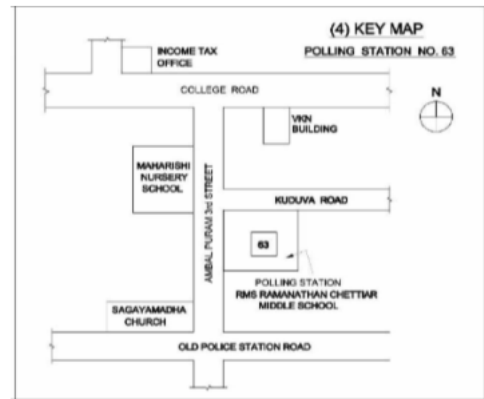 (4) KEY MAP
POLLING STATION NO. 63
INCOME TAX
OFFICE
COLLEGE ROAD
N
VKN
BUILDING
MAHARISHI
NURSERY
SCHOOL
AMBAL PURAM 3rd STREET
KUDUVA ROAD
63
POLLING STATION
RMS RAMANATHAN CHETTIAR
MIDDLE SCHOOL
SAGAYAMADHA
CHURCH
OLD POLICE STATION ROAD